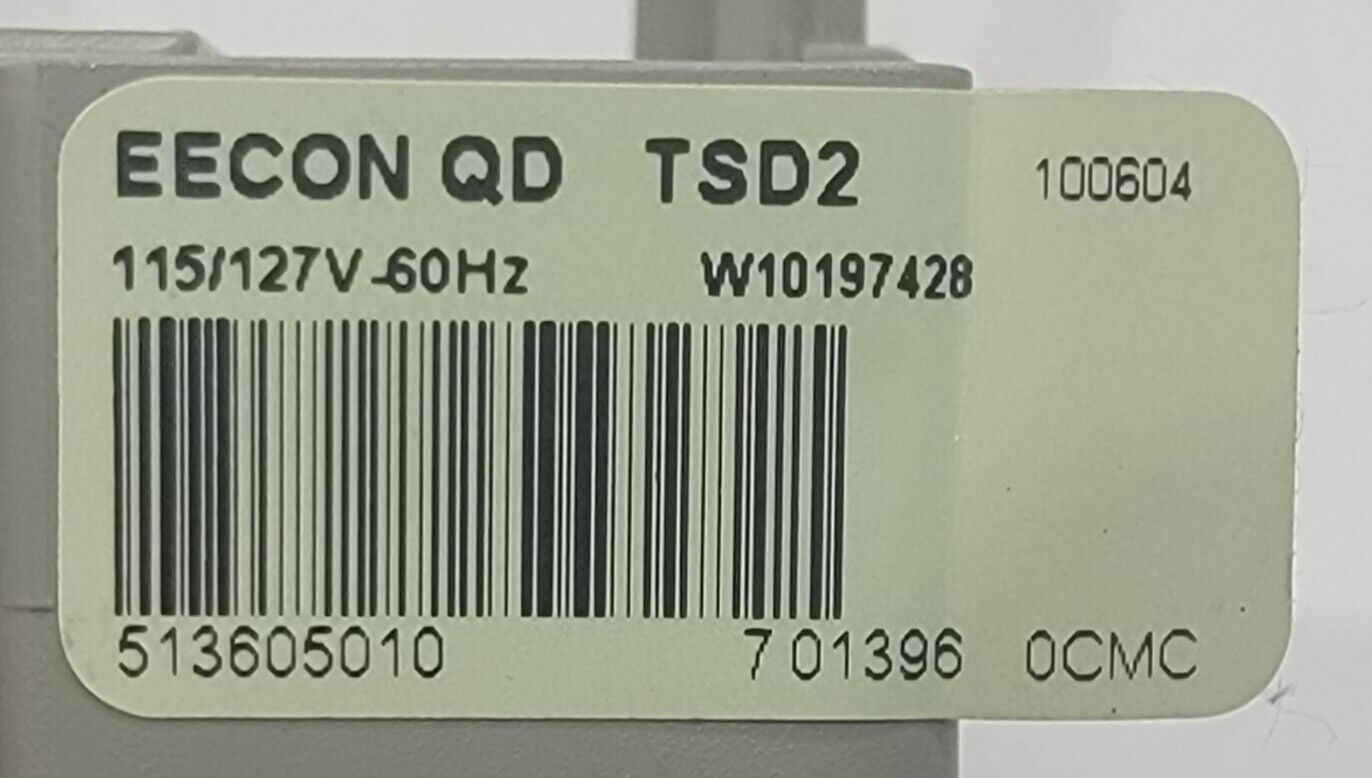 EECON QD TSD2 100604
115/127V-60Hz W10197428
513605010 7 01396 0CMC